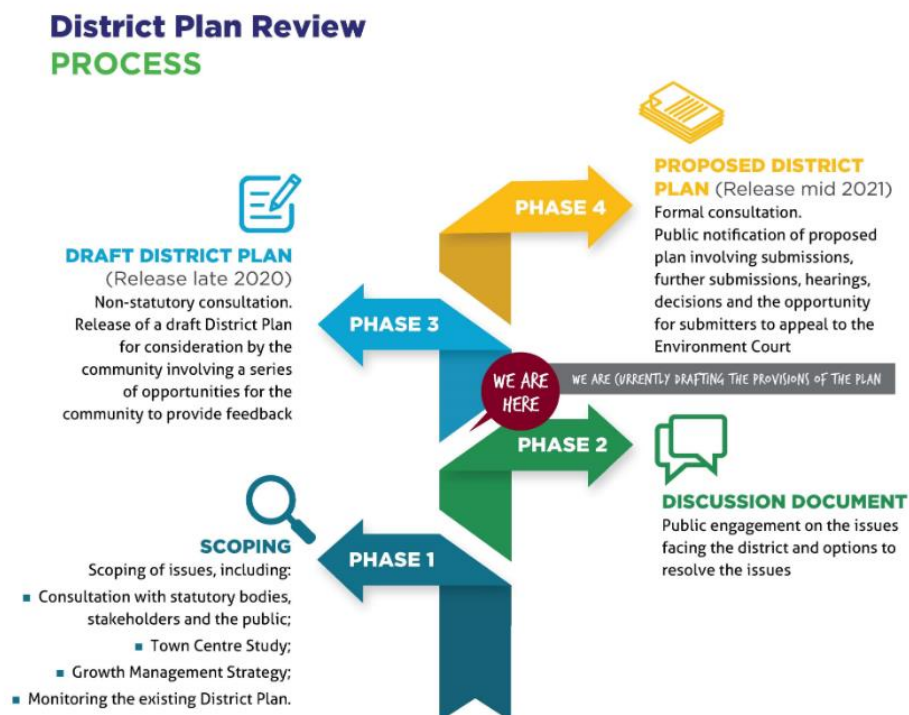 District Plan Review
PROCESS
PHASE 4
PROPOSED DISTRICT
PLAN (Release mid 2021)
Formal consultation.
Public notification of proposed
plan involving submissions,
further submissions, hearings,
decisions and the opportunity
for submitters to appeal to the
Environment Court
DRAFT DISTRICT PLAN
(Release late 2020)
Non-statutory consultation.
Release of a draft District Plan
for consideration by the
community involving a series
of opportunities for the
community to provide feedback
PHASE 3
WE ARE
HERE
WE ARE CURRENTLY DRAFTING THE PROVISIONS OF THE PLAN
PHASE 2
DISCUSSION DOCUMENT
Public engagement on the issues
facing the district and options to
resolve the issues
SCOPING
Scoping of issues, including:
▪ Consultation with statutory bodies,
stakeholders and the public;
▪ Town Centre Study;
▪ Growth Management Strategy;
▪ Monitoring the existing District Plan.
PHASE 1